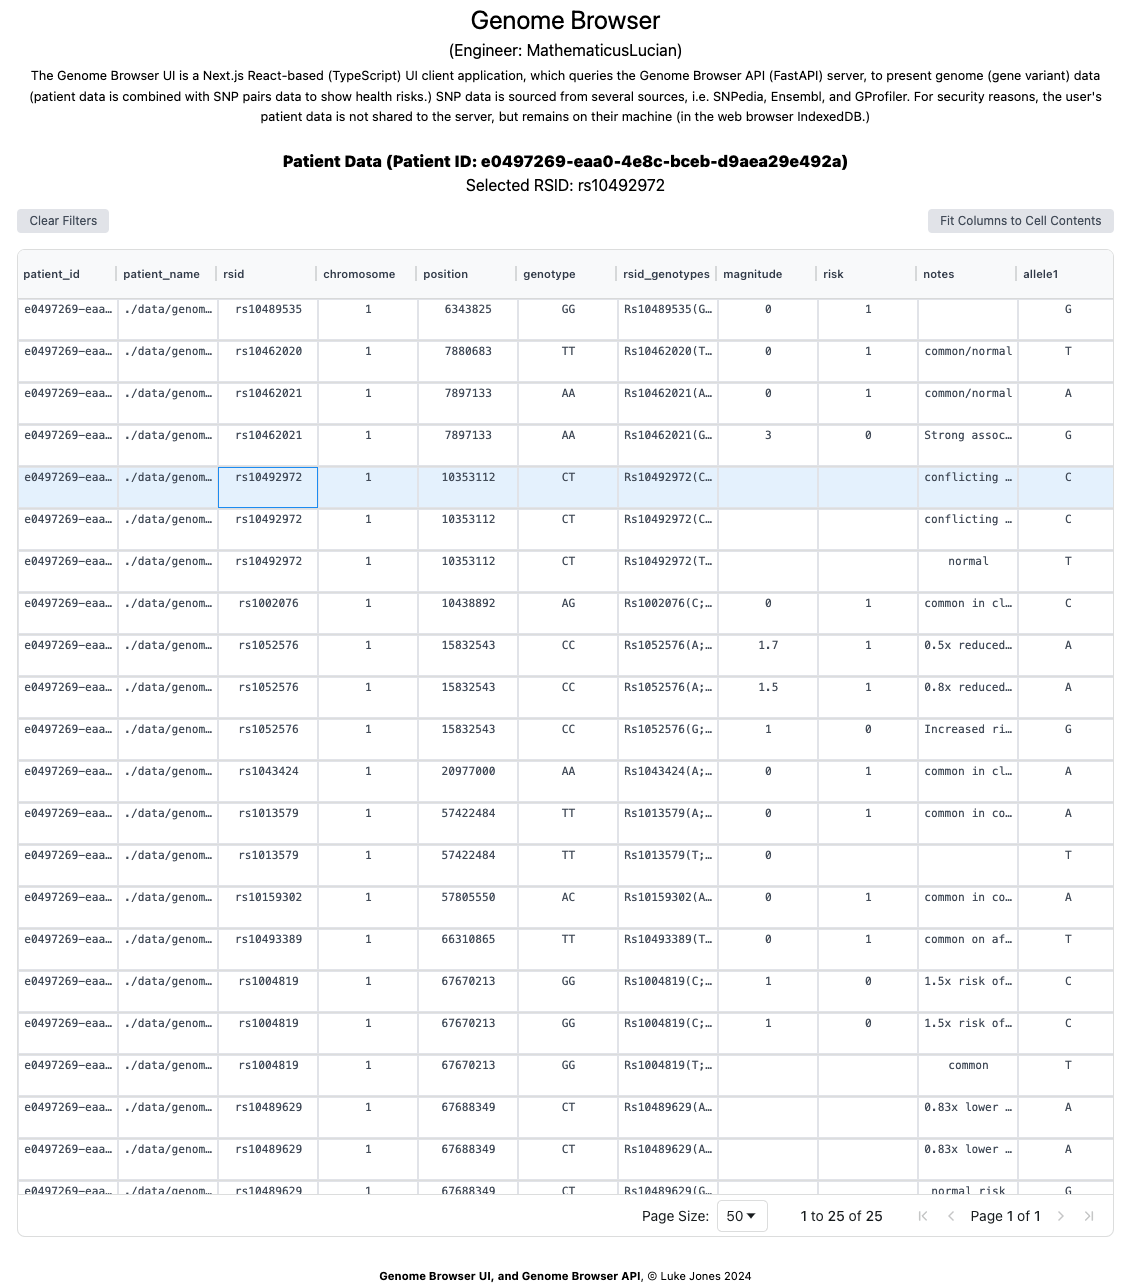 Genome Browser
(Engineer: MathematicusLucian)
The Genome Browser UI is a Next.js React-based (TypeScript) UI client application, which queries the Genome Browser API (FastAPI) server, to present genome (gene variant) data
(patient data is combined with SNP pairs data to show health risks.) SNP data is sourced from several sources, i.e. SNPedia, Ensembl, and GProfiler. For security reasons, the user's
patient data is not shared to the server, but remains on their machine (in the web browser IndexedDB.)
Patient Data (Patient ID: e0497269-eaa0-4e8c-bceb-d9aea29e492a)
Selected RSID: rs10492972
Clear Filters Fit Columns to Cell Contents
patient_id patient_name rsid chromosome position genotype rsid_genotypes magnitude risk notes allele1
e0497269-eaa… ./data/genom… rs10489535 1 6343825 GG Rs10489535(G… 0 1 G
e0497269-eaa… ./data/genom… rs10462020 1 7880683 TT Rs10462020(T… 0 1 common/normal T
e0497269-eaa… ./data/genom… rs10462021 1 7897133 AA Rs10462021(A… 0 1 common/normal A
e0497269-eaa… ./data/genom… rs10462021 1 7897133 AA Rs10462021(G… 3 0 Strong assoc… G
e0497269-eaa… ./data/genom… rs10492972 1 10353112 CT Rs10492972(C… conflicting … C
e0497269-eaa… ./data/genom… rs10492972 1 10353112 CT Rs10492972(C… conflicting … C
e0497269-eaa… ./data/genom… rs10492972 1 10353112 CT Rs10492972(T… normal T
e0497269-eaa… ./data/genom… rs1002076 1 10438892 AG Rs1002076(C;… 0 1 common in cl… C
e0497269-eaa… ./data/genom… rs1052576 1 15832543 CC Rs1052576(A;… 1.7 1 0.5x reduced… A
e0497269-eaa… ./data/genom… rs1052576 1 15832543 CC Rs1052576(A;… 1.5 1 0.8x reduced… A
e0497269-eaa… ./data/genom… rs1052576 1 15832543 CC Rs1052576(G;… 1 0 Increased ri… G
e0497269-eaa… ./data/genom… rs1043424 1 20977000 AA Rs1043424(A;… 0 1 common in cl… A
e0497269-eaa… ./data/genom… rs1013579 1 57422484 TT Rs1013579(A;… 0 1 common in co… A
e0497269-eaa… ./data/genom… rs1013579 1 57422484 TT Rs1013579(T;… 0 T
e0497269-eaa… ./data/genom… rs10159302 1 57805550 AC Rs10159302(A… 0 1 common in co… A
e0497269-eaa… ./data/genom… rs10493389 1 66310865 TT Rs10493389(T… 0 1 common on af… T
e0497269-eaa… ./data/genom… rs1004819 1 67670213 GG Rs1004819(C;… 1 0 1.5x risk of… C
e0497269-eaa… ./data/genom… rs1004819 1 67670213 GG Rs1004819(C;… 1 0 1.5x risk of… C
e0497269-eaa… ./data/genom… rs1004819 1 67670213 GG Rs1004819(T;… common T
e0497269-eaa… ./data/genom… rs10489629 1 67688349 CT Rs10489629(A… 0.83x lower … A
e0497269-eaa… ./data/genom… rs10489629 1 67688349 CT Rs10489629(A… 0.83x lower … A
e0497269-eaa… ./data/genom… rs10489629 1 67688349 CT Rs10489629(G… normal risk G
Page Size: 50 1 to 25 of 25 Page 1 of 1
Genome Browser UI, and Genome Browser API, © Luke Jones 2024